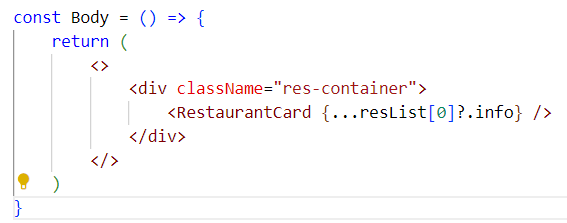 const Body = () => {
    return (
        <>
            <div className="res-container">
                <RestaurantCard {...resList[0]?.info} />
            </div>
        </>
    )
}